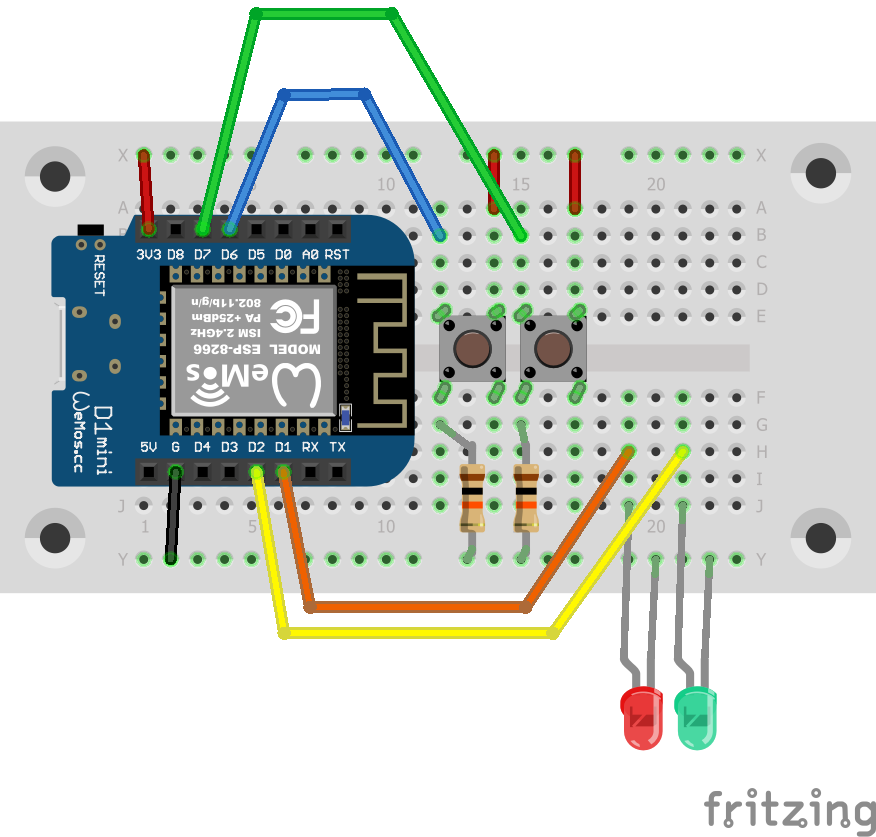 X X
10 15 20
A A
B
3V3 D8 D7 D6 D5 D0 A0 RST
C C
D D
E E
RESET
802.11b/g/n
PA +25dBm
ISM 2.4GHz
MODEL ESP-8266
FC
WeMos
D1 mini
WeMos.cc
5V G D4 D3 D2 D1 RX TX
F F
G G
H H
I I
J J
1 5 10 20
Y Y
fritzing